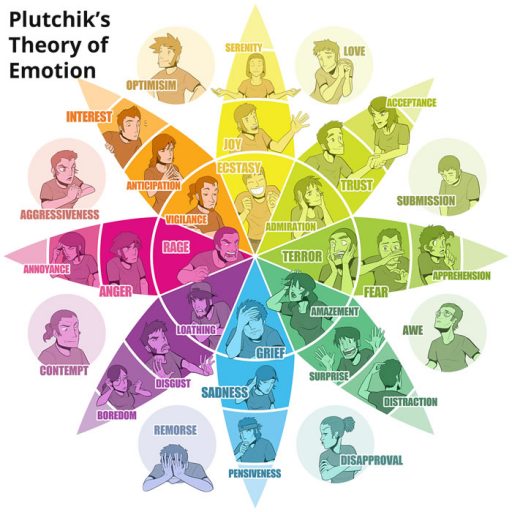 Plutchik's
Theory of
Emotion
SERENITY
LOVE
OPTIMISIM
ACCEPTANCE
INTEREST
JOY
ECSTASY
ANTICIPATION
TRUST
SUBMISSION
AGGRESSIVENESS
VIGILANCE
ADMIRATION
RAGE
TERROR
ANNOYANCE
ANGER
FEAR
APPREHENSION
LOATHING
AMAZEMENT
AWE
CONTEMPT
GRIEF
DISGUST
SURPRISE
SADNESS
BOREDOM
DISTRACTION
REMORSE
DISAPPROVAL
PENSIVENESS